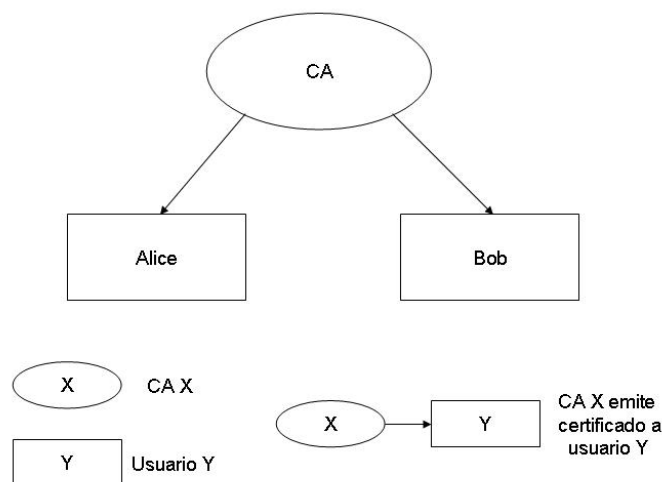 CA
Alice
Bob
X
CA X
X
Y
CA X emite
certificado a
usuario Y
Y
Usuario Y